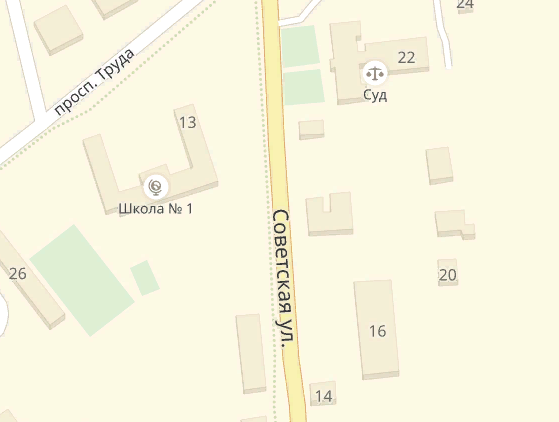 24
22
Суд
просп. Труда
13
Школа № 1
Советская ул.
26
20
16
14